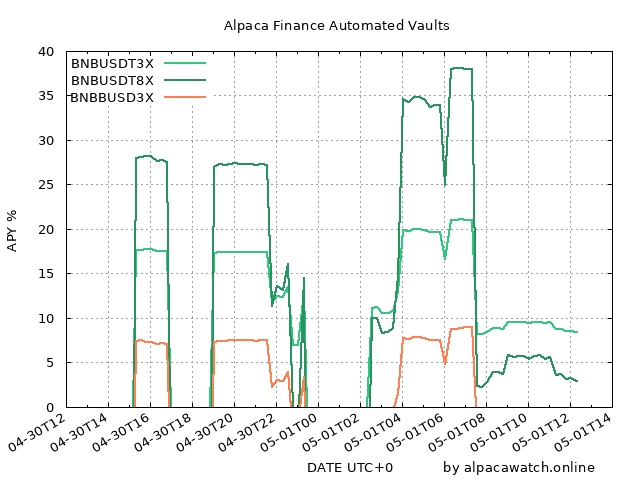 Alpaca Finance Automated Vaults
40
35
30
25
20
15
10
5
0
APY %
BNBUSDT3X
BNBUSDT8X
BNBBUSD3X
04-30T12
04-30T14
04-30T16
04-30T18
04-30T20
04-30T22
05-01T00
05-01T02
05-01T04
05-01T06
05-01T08
05-01T10
05-01T12
05-01T14
DATE UTC+0
by alpacawatch.online